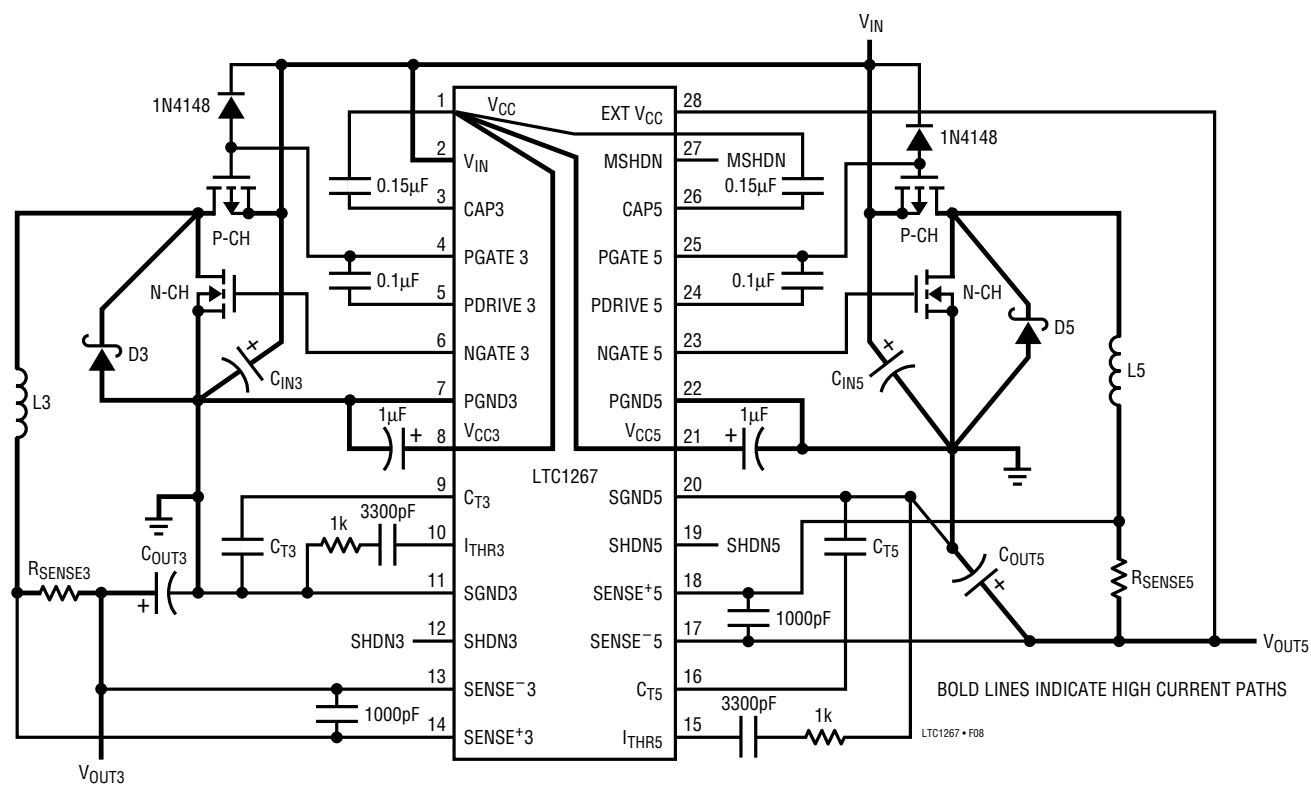 V_IN
1N4148
1
V_CC
EXT V_CC
28
1N4148
2
V_IN
MSHDN
27
MSHDN
0.15µF
0.15µF
3
CAP3
CAP5
26
P-CH
P-CH
4
PGATE 3
PGATE 5
25
0.1µF
0.1µF
N-CH
N-CH
5
PDRIVE 3
PDRIVE 5
24
D3
D5
6
NGATE 3
NGATE 5
23
+
C_IN3
+
C_IN5
L3
L5
7
PGND3
PGND5
22
1µF
1µF
+
8
V_CC3
V_CC5
21
+
LTC1267
9
C_T3
SGND5
20
3300pF
1k
10
I_THR3
SHDN5
19
SHDN5
C_T3
C_T5
C_OUT3
C_OUT5
R_SENSE3
R_SENSE5
+
+
11
SGND3
SENSE⁺5
18
1000pF
SHDN3
12
SHDN3
SENSE⁻5
17
V_OUT5
13
SENSE⁻3
C_T5
16
BOLD LINES INDICATE HIGH CURRENT PATHS
1000pF
3300pF
1k
14
SENSE⁺3
I_THR5
15
LTC1267 • F08
V_OUT3